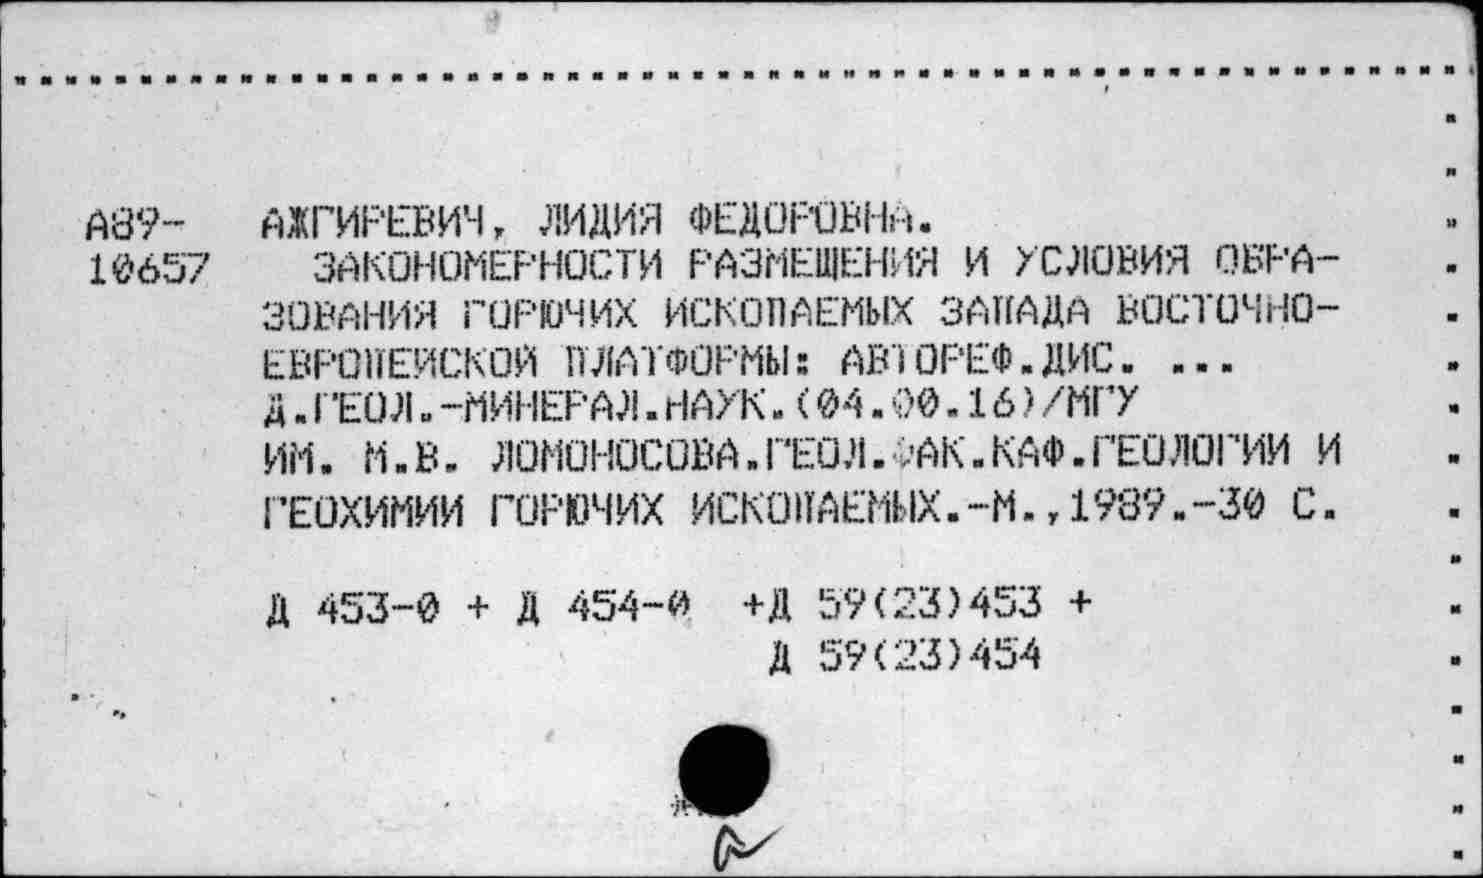 А89- АЖГИРЕВИЧ, ЛИДИЯ ФЕДОРОВНА.
10657 ЗАКОНОМЕРНОСТИ РАЗМЕЩЕНИЯ И УСЛОВИЯ ОБРА-
ЗОВАНИЯ ГОРЮЧИХ ИСКОПАЕМЫХ ЗАПАДА ВОСТОЧНО-
ЕВРОПЕЙСКОЙ ПЛАТФОРМЫ: АВТОРЕФ.ДИС. ...
Д.ГЕОЛ.-МИНЕРАЛ.НАУК.(04.00.16)/МГУ
ИМ. М.В. ЛОМОНОСОВА.ГЕОЛ.ФАК.КАФ.ГЕОЛОГИИ И
ГЕОХИМИИ ГОРЮЧИХ ИСКОПАЕМЫХ.-М.,1989.-30 С.
Д 453-0 + Д 454-0 +Д 59(23)453 +
Д 59(23)454